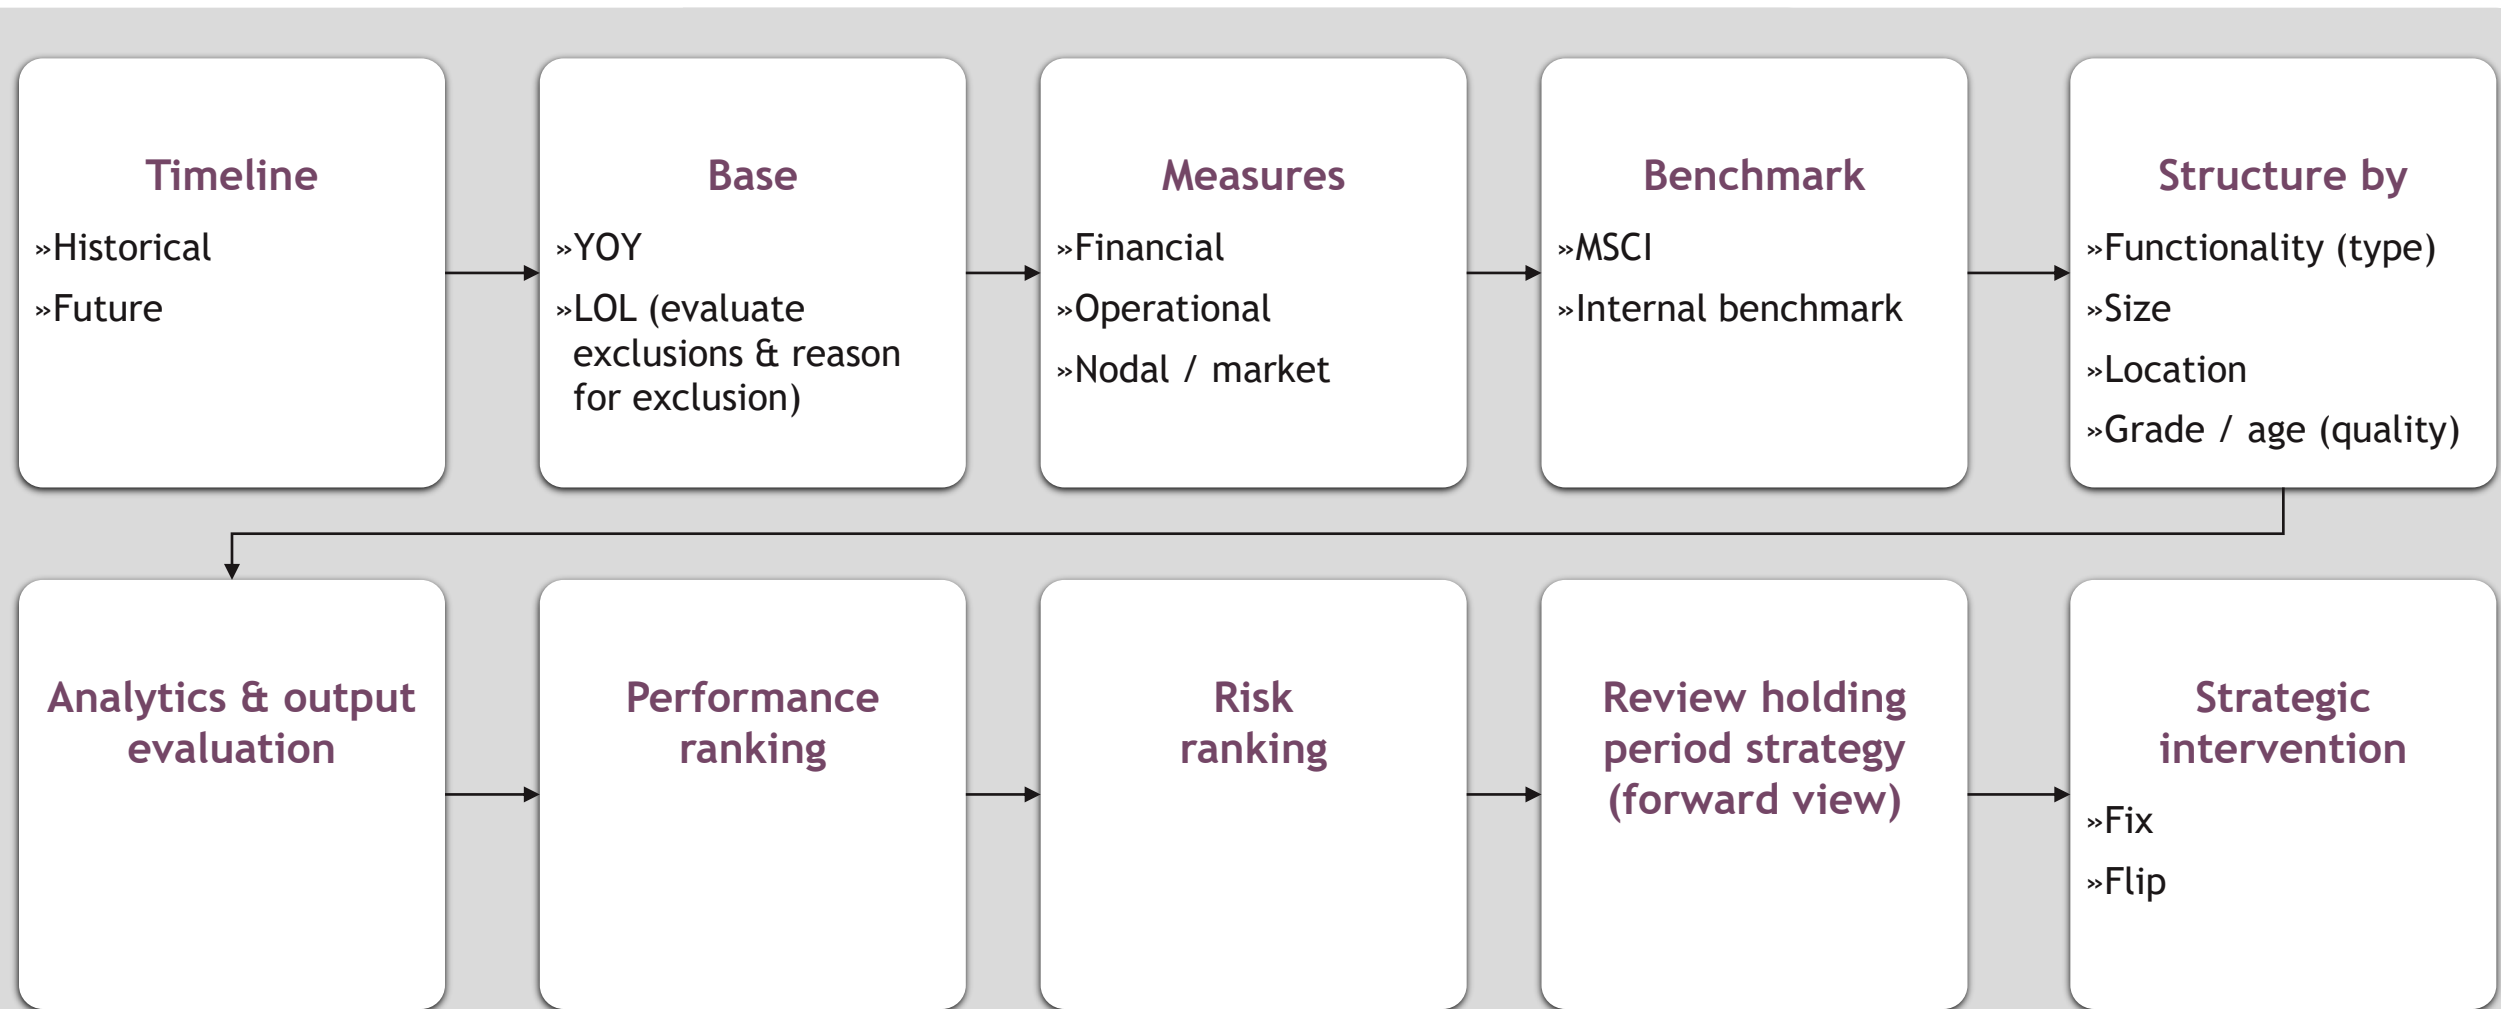 Timeline
»Historical
»Future
Base
»YOY
»LOL (evaluate
exclusions & reason
for exclusion)
Measures
»Financial
»Operational
»Nodal / market
Benchmark
»MSCI
»Internal benchmark
Structure by
»Functionality (type)
»Size
»Location
»Grade / age (quality)
Analytics & output
evaluation
Performance
ranking
Risk
ranking
Review holding
period strategy
(forward view)
Strategic
intervention
»Fix
»Flip